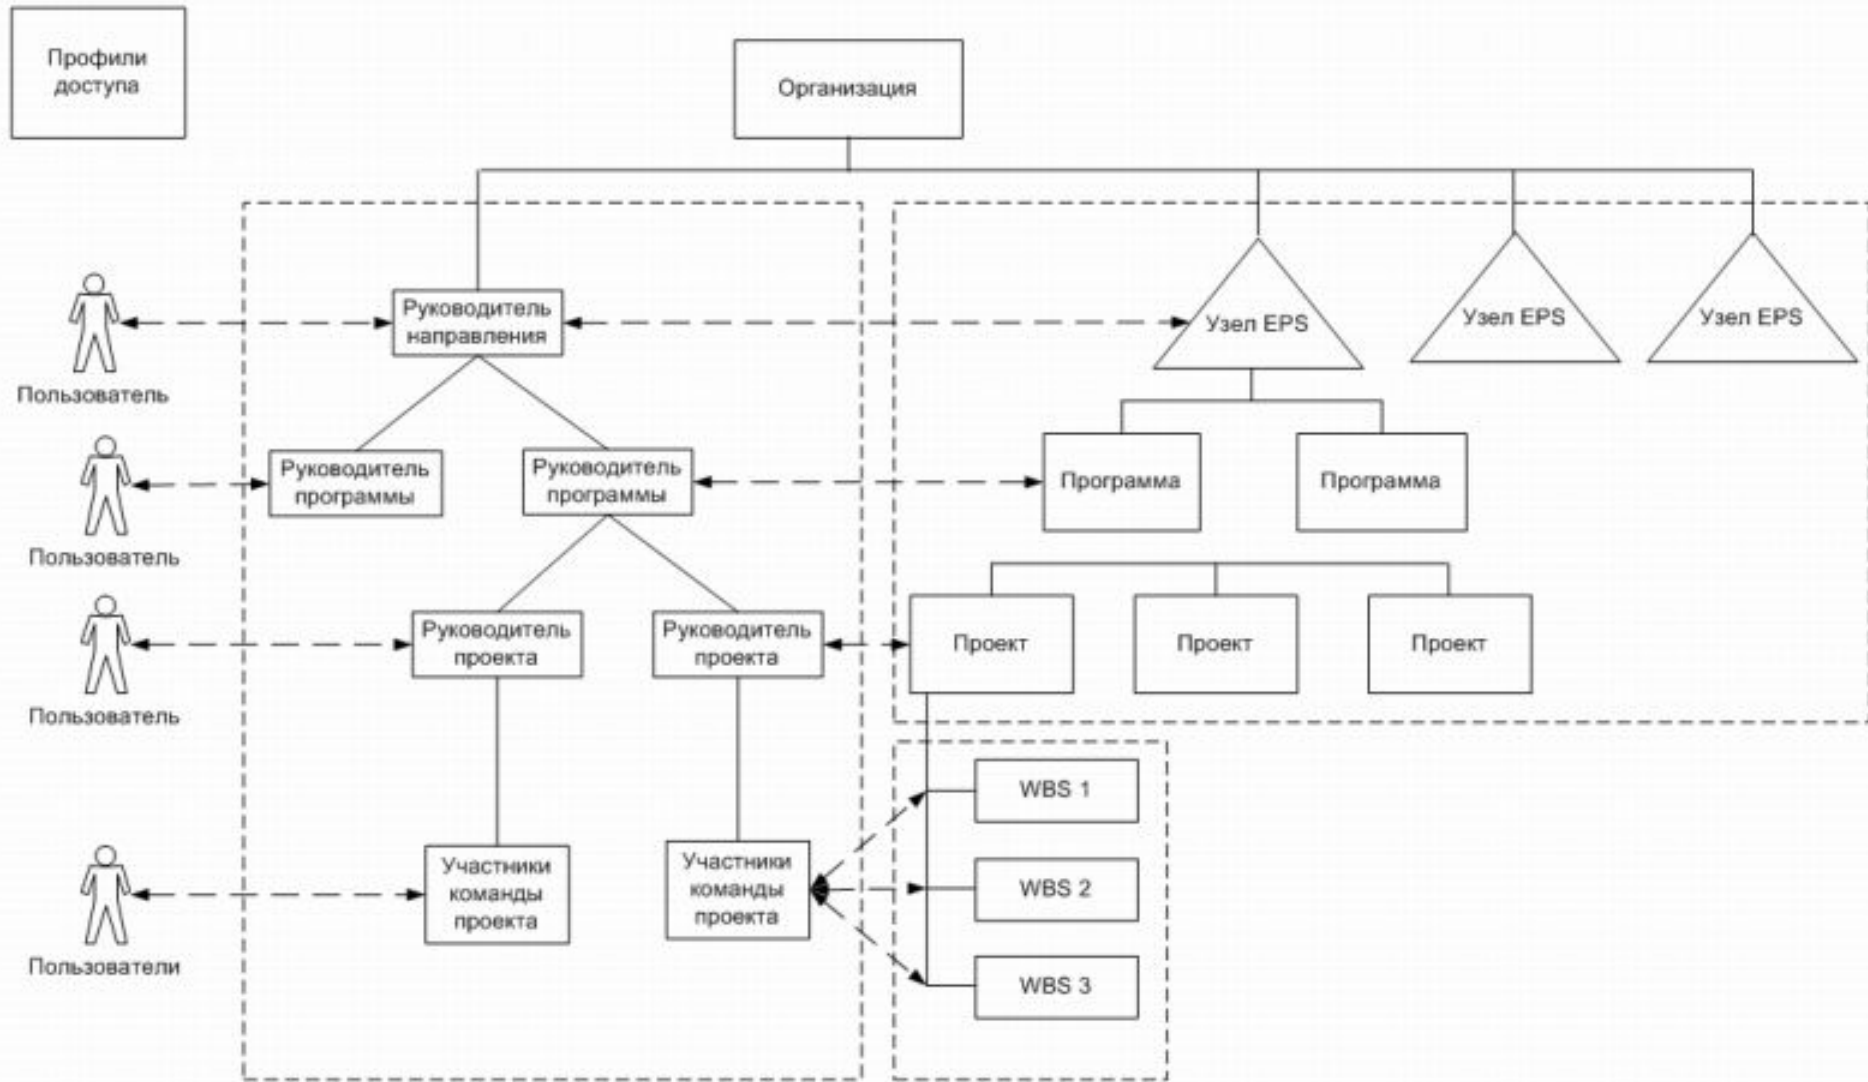 Профили
доступа
Организация
Руководитель
направления
Узел EPS
Узел EPS
Узел EPS
Пользователь
Руководитель
программы
Руководитель
программы
Программа
Программа
Пользователь
Руководитель
проекта
Руководитель
проекта
Проект
Проект
Проект
Пользователь
WBS 1
Участники
команды
проекта
Участники
команды
проекта
WBS 2
Пользователи
WBS 3